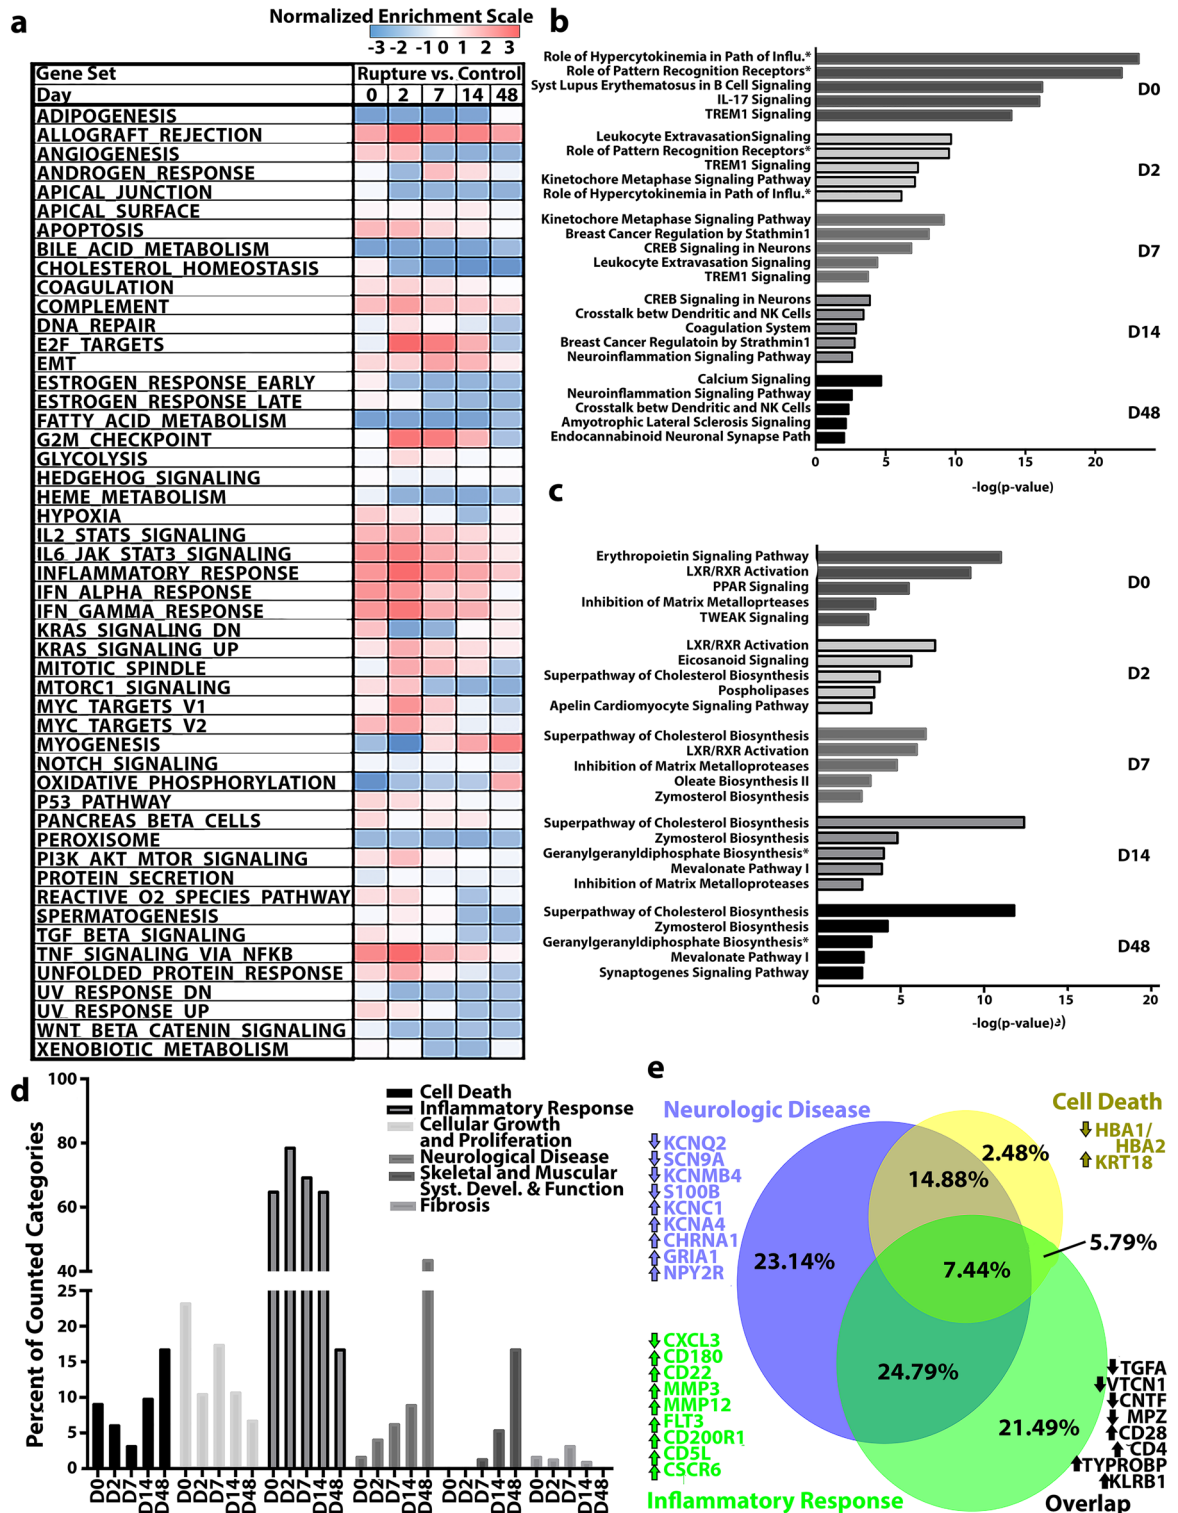 a
Normalized Enrichment Scale
-3 -2 -1 0 1 2 3
Gene Set Rupture vs. Control
Day 0 2 7 14 48
ADIPOGENESIS
ALLOGRAFT_REJECTION
ANGIOGENESIS
ANDROGEN_RESPONSE
APICAL_JUNCTION
APICAL_SURFACE
APOPTOSIS
BILE_ACID_METABOLISM
CHOLESTEROL_HOMEOSTASIS
COAGULATION
COMPLEMENT
DNA_REPAIR
E2F_TARGETS
EMT
ESTROGEN_RESPONSE_EARLY
ESTROGEN_RESPONSE_LATE
FATTY_ACID_METABOLISM
G2M_CHECKPOINT
GLYCOLYSIS
HEDGEHOG_SIGNALING
HEME_METABOLISM
HYPOXIA
IL2_STATS_SIGNALING
IL6_JAK_STAT3_SIGNALING
INFLAMMATORY_RESPONSE
IFN_ALPHA_RESPONSE
IFN_GAMMA_RESPONSE
KRAS_SIGNALING_DN
KRAS_SIGNALING_UP
MITOTIC_SPINDLE
MTORC1_SIGNALING
MYC_TARGETS_V1
MYC_TARGETS_V2
MYOGENESIS
NOTCH_SIGNALING
OXIDATIVE_PHOSPHORYLATION
P53_PATHWAY
PANCREAS_BETA_CELLS
PEROXISOME
PI3K_AKT_MTOR_SIGNALING
PROTEIN_SECRETION
REACTIVE_O2_SPECIES_PATHWAY
SPERMATOGENESIS
TGF_BETA_SIGNALING
TNF_SIGNALING_VIA_NFKB
UNFOLDED_PROTEIN_RESPONSE
UV_RESPONSE_DN
UV_RESPONSE_UP
WNT_BETA_CATENIN_SIGNALING
XENOBIOTIC_METABOLISM
b
Role of Hypercytokinemia in Path of Influ.*
Role of Pattern Recognition Receptors*
Syst Lupus Erythematosus in B Cell Signaling
IL-17 Signaling
TREM1 Signaling
D0
Leukocyte ExtravasationSignaling
Role of Pattern Recognition Receptors*
TREM1 Signaling
Kinetochore Metaphase Signaling Pathway
Role of Hypercytokinemia in Path of Influ.*
D2
Kinetochore Metaphase Signaling Pathway
Breast Cancer Regulation by Stathmin1
CREB Signaling in Neurons
Leukocyte Extravasation Signaling
TREM1 Signaling
D7
CREB Signaling in Neurons
Crosstalk betw Dendritic and NK Cells
Coagulation System
Breast Cancer Regulatoin by Strathmin1
Neuroinflammation Signaling Pathway
D14
Calcium Signaling
Neuroinflammation Signaling Pathway
Crosstalk betw Dendritic and NK Cells
Amyotrophic Lateral Sclerosis Signaling
Endocannabinoid Neuronal Synapse Path
D48
0 5 10 15 20
-log(p-value)
c
Erythropoietin Signaling Pathway
LXR/RXR Activation
PPAR Signaling
Inhibition of Matrix Metalloprteases
TWEAK Signaling
D0
LXR/RXR Activation
Eicosanoid Signaling
Superpathway of Cholesterol Biosynthesis
Pospholipases
Apelin Cardiomyocyte Signaling Pathway
D2
Superpathway of Cholesterol Biosynthesis
LXR/RXR Activation
Inhibition of Matrix Metalloproteases
Oleate Biosynthesis II
Zymosterol Biosynthesis
D7
Superpathway of Cholesterol Biosynthesis
Zymosterol Biosynthesis
Geranylgeranyldiphosphate Biosynthesis*
Mevalonate Pathway I
Inhibition of Matrix Metalloproteases
D14
Superpathway of Cholesterol Biosynthesis
Zymosterol Biosynthesis
Geranylgeranyldiphosphate Biosynthesis*
Mevalonate Pathway I
Synaptogenes Signaling Pathway
D48
0 5 10 15 20
-log(p-value)
d
Percent of Counted Categories
100
80
60
40
25
20
15
10
5
0
Cell Death
Inflammatory Response
Cellular Growth
and Proliferation
Neurological Disease
Skeletal and Muscular
Syst. Devel. & Function
Fibrosis
D0 D2 D7 D14 D48 D0 D2 D7 D14 D48 D0 D2 D7 D14 D48 D0 D2 D7 D14 D48 D0 D2 D7 D14 D48 D0 D2 D7 D14 D48
e
Neurologic Disease
KCNQ2
SCN9A
KCNMB4
S100B
KCNC1
KCNA4
CHRNA1
GRIA1
NPY2R
Cell Death
HBA1/
HBA2
KRT18
2.48%
14.88%
5.79%
23.14%
7.44%
24.79%
21.49%
CXCL3
CD180
CD22
MMP3
MMP12
FLT3
CD200R1
CD5L
CSCR6
Inflammatory Response
TGFA
VTCN1
CNTF
MPZ
CD28
CD4
TYPROBP
KLRB1
Overlap